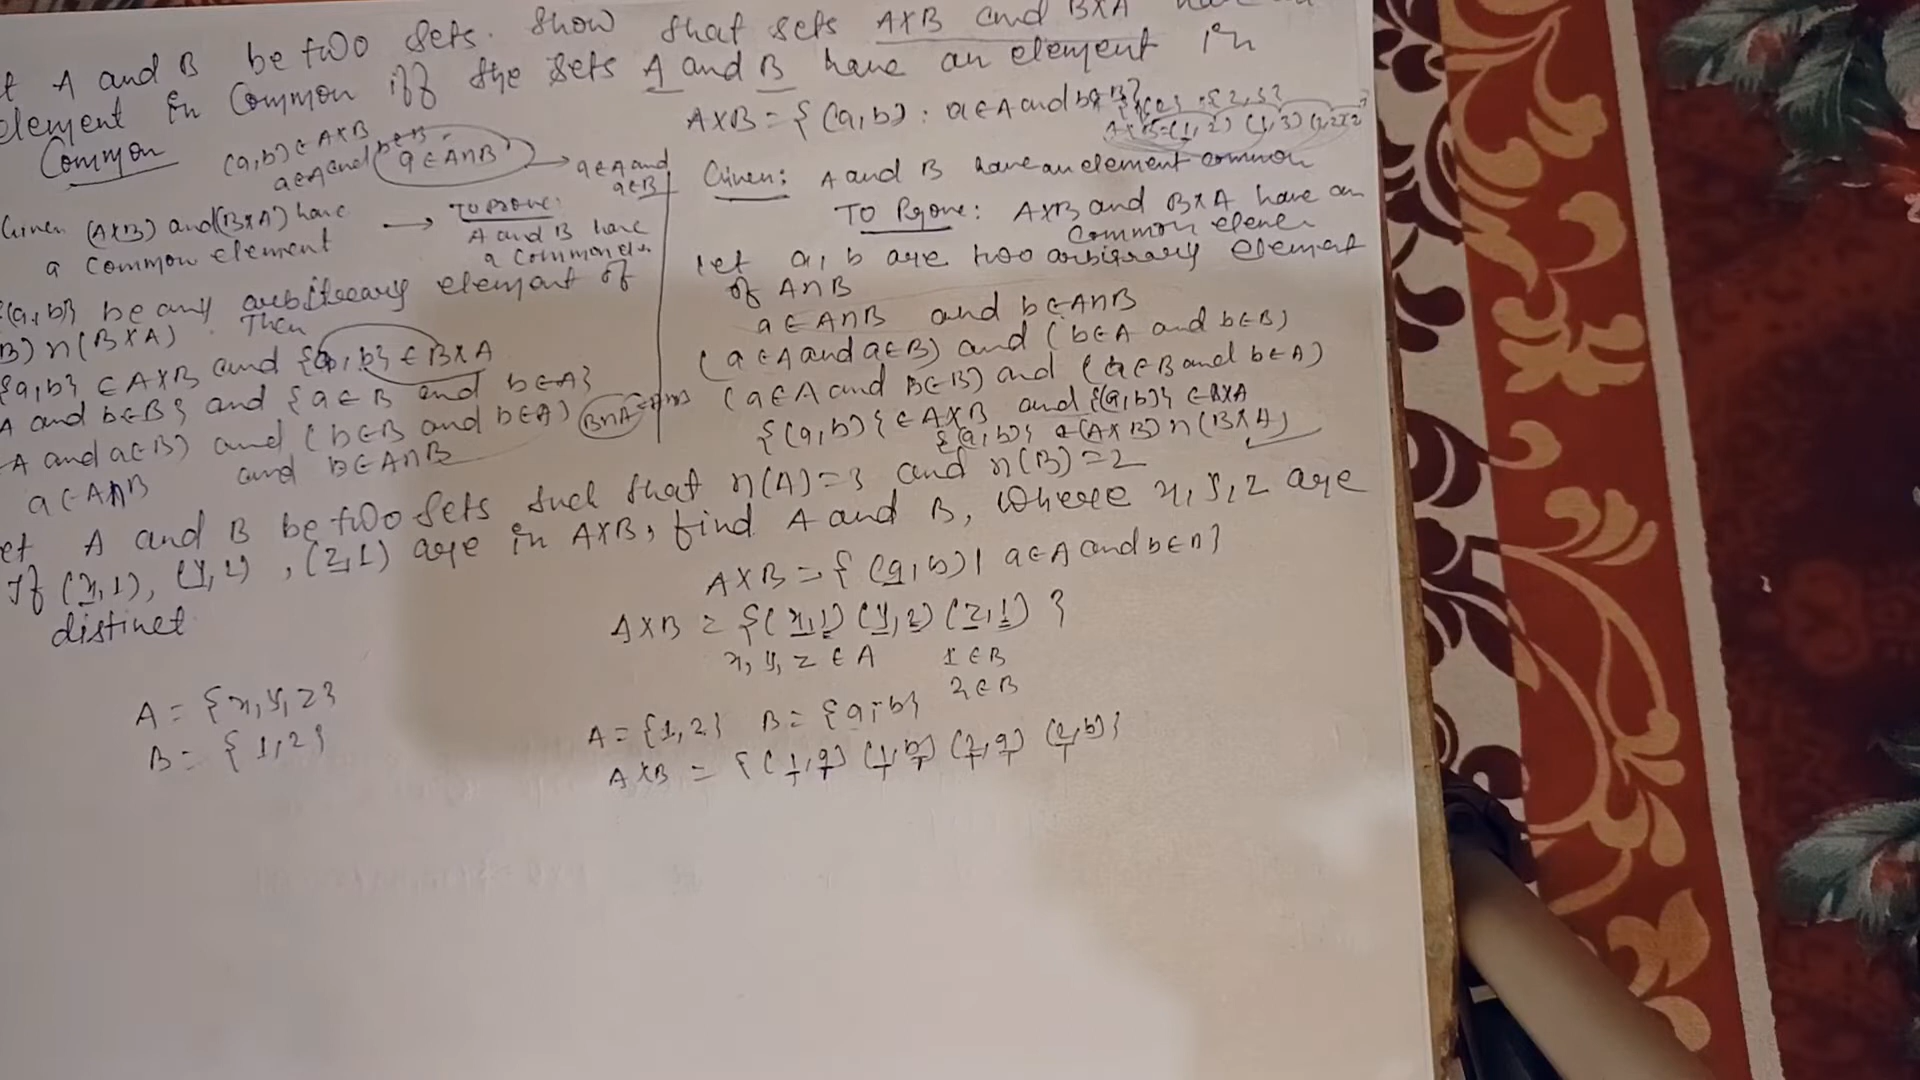 A and B be two sets. Show that sets A×B and B×A
element in Common iff the sets A and B have an element in
Common
(a,b) ∈ A×B
a∈A and b∈B
a∈A∩B → a∈A and
a∈B
Given (A×B) and (B×A) have
a common element
→ To prove:
A and B have
a common
{a,b} be any arbitrary element of
B) ∩ (B×A). Then
{a,b} ∈ A×B and {a,b} ∈ B×A
A and b∈B} and {a∈B and b∈A}
A and a∈B) and (b∈B and b∈A) B∩A
a∈A∩B and b∈A∩B
A×B = {(a,b) : a∈A and
Given: A and B have an element common
To Prove: A×B and B×A have an
common
let a, b are two arbitrary element
of A∩B
a∈A∩B and b∈A∩B
(a∈A and a∈B) and (b∈A and b∈B)
(a∈A and B∈B) and (a∈B and b∈A)
{(a,b)} ∈ A×B and {(a,b)} ∈ B×A
{(a,b)} ∈ (A×B) ∩ (B×A)
et A and B be two sets such that n(A)=3 and n(B)=2
If (x,1), (y,2), (z,1) are in A×B, find A and B, where x, y, z are
distinct
A×B = {(a,b) | a∈A and b∈B}
A×B = {(x,1) (y,2) (z,1)}
x, y, z ∈ A 1∈B
2∈B
A = {x,y,z}
B = {1,2}
A = {1,2} B = {a,b}
A×B = {(1,a) (1,b) (2,a) (2,b)}